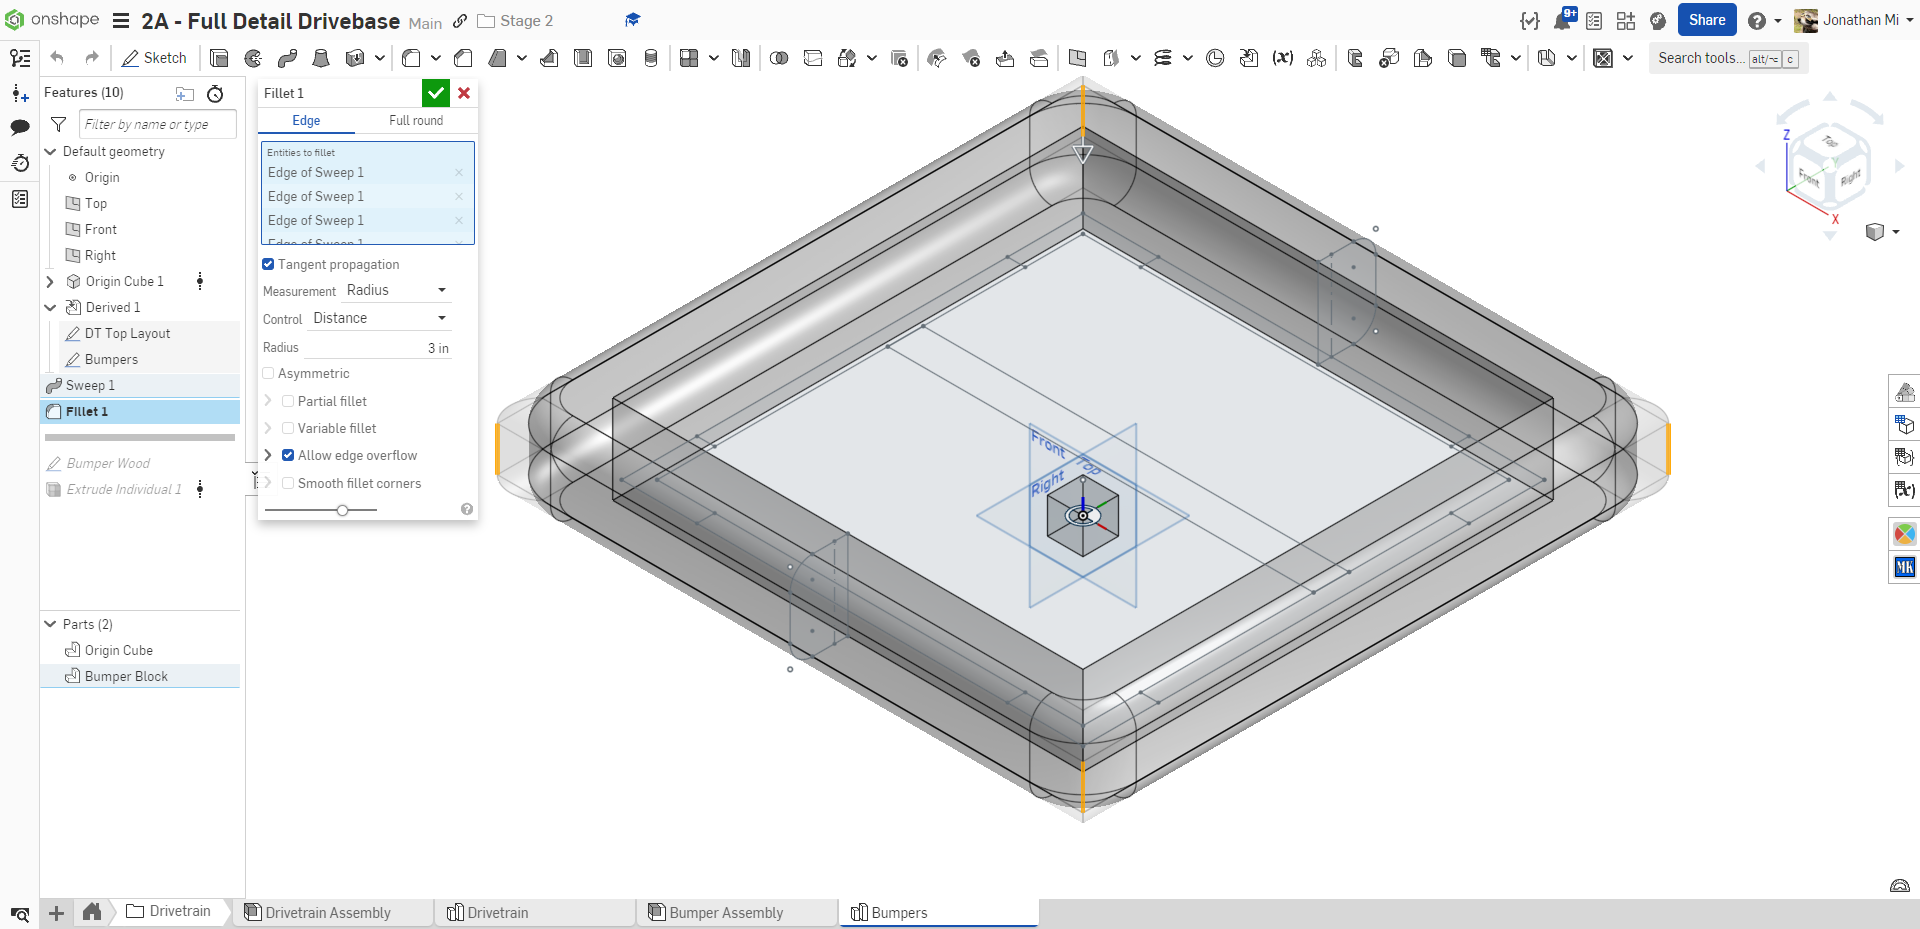 onshape
2A - Full Detail Drivebase Main Stage 2
9+
Share
Jonathan Mi
Sketch
Search tools... alt/⌥ c
Features (10)
Filter by name or type
Default geometry
Origin
Top
Front
Right
Origin Cube 1
Derived 1
DT Top Layout
Bumpers
Sweep 1
Fillet 1
Bumper Wood
Extrude Individual 1
Parts (2)
Origin Cube
Bumper Block
Fillet 1
Edge Full round
Entities to fillet
Edge of Sweep 1
Edge of Sweep 1
Edge of Sweep 1
Edge of Sweep 1
Tangent propagation
Measurement Radius
Control Distance
Radius 3 in
Asymmetric
Partial fillet
Variable fillet
Allow edge overflow
Smooth fillet corners
Front
Top
Right
Z
Top
Front Right
X
(x)
MK
Drivetrain
Drivetrain Assembly
Drivetrain
Bumper Assembly
Bumpers